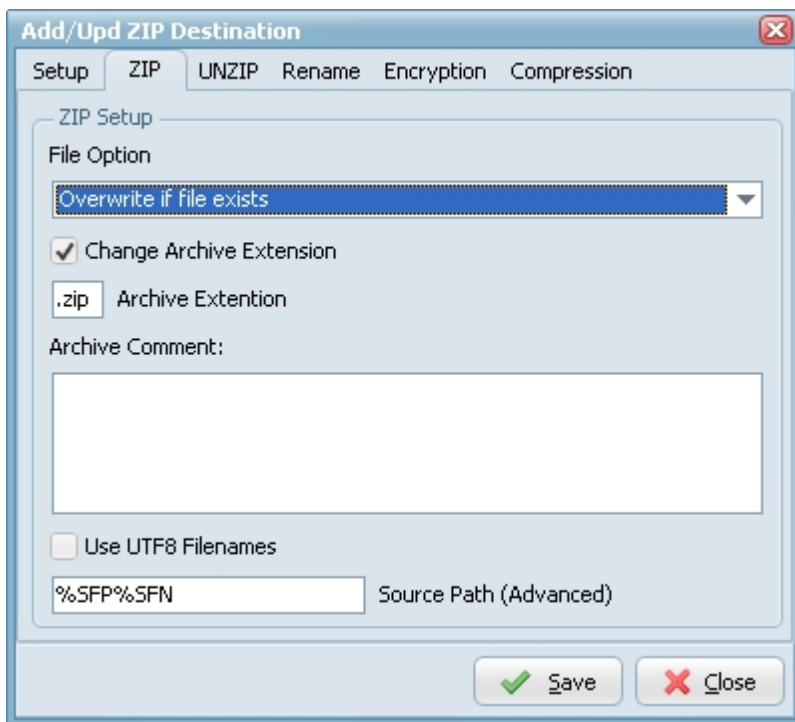 Add/Upd ZIP Destination
Setup ZIP UNZIP Rename Encryption Compression
ZIP Setup
File Option
Overwrite if file exists
Change Archive Extension
.zip Archive Extention
Archive Comment:
Use UTF8 Filenames
%SFP%SFN Source Path (Advanced)
Save Close